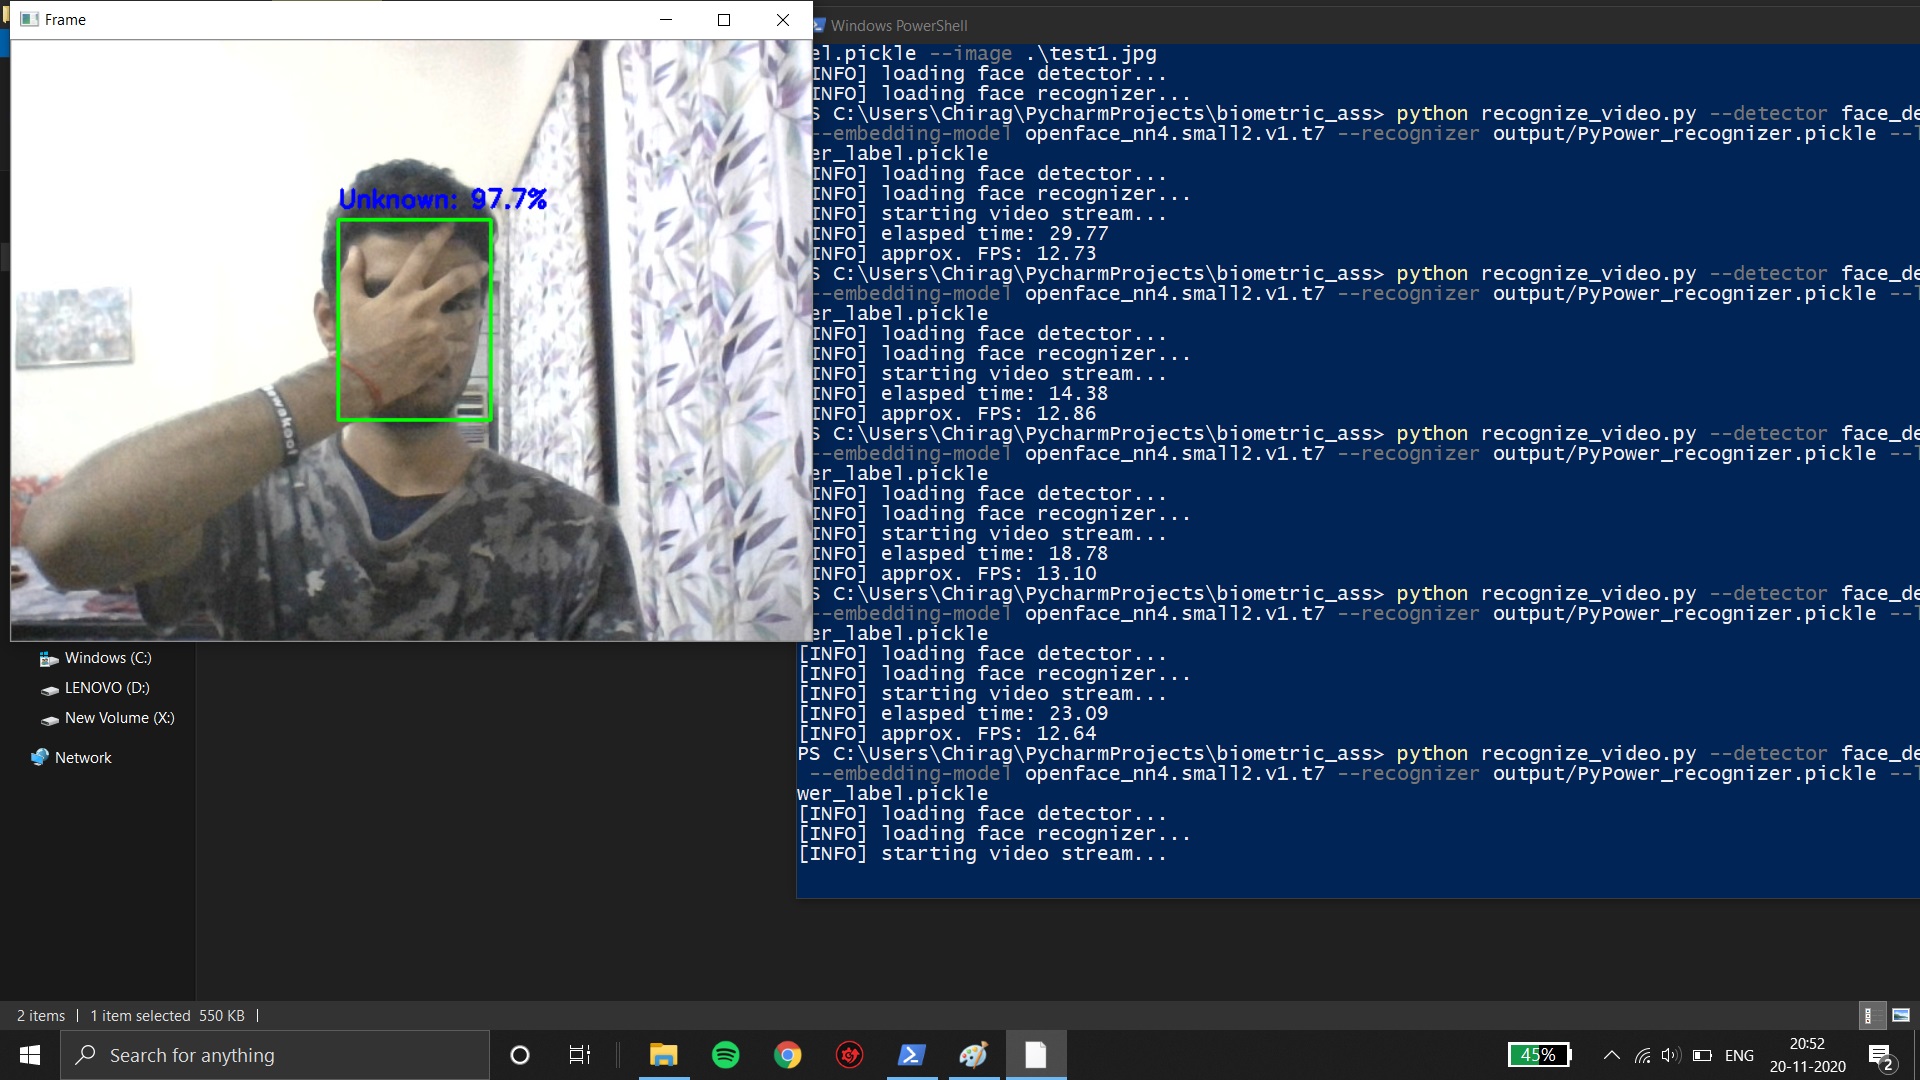 Frame
Unknown: 97.7%
Windows (C:)
LENOVO (D:)
New Volume (X:)
Network
2 items
1 item selected 550 KB
Windows PowerShell
el.pickle --image .\test1.jpg
INFO] loading face detector...
INFO] loading face recognizer...
S C:\Users\Chirag\PycharmProjects\biometric_ass> python recognize_video.py --detector face_de
--embedding-model openface_nn4.small2.v1.t7 --recognizer output/PyPower_recognizer.pickle --l
er_label.pickle
INFO] loading face detector...
INFO] loading face recognizer...
INFO] starting video stream...
INFO] elasped time: 29.77
INFO] approx. FPS: 12.73
S C:\Users\Chirag\PycharmProjects\biometric_ass> python recognize_video.py --detector face_de
--embedding-model openface_nn4.small2.v1.t7 --recognizer output/PyPower_recognizer.pickle --l
er_label.pickle
INFO] loading face detector...
INFO] loading face recognizer...
INFO] starting video stream...
INFO] elasped time: 14.38
INFO] approx. FPS: 12.86
S C:\Users\Chirag\PycharmProjects\biometric_ass> python recognize_video.py --detector face_de
--embedding-model openface_nn4.small2.v1.t7 --recognizer output/PyPower_recognizer.pickle --l
er_label.pickle
INFO] loading face detector...
INFO] loading face recognizer...
INFO] starting video stream...
INFO] elasped time: 18.78
INFO] approx. FPS: 13.10
S C:\Users\Chirag\PycharmProjects\biometric_ass> python recognize_video.py --detector face_de
--embedding-model openface_nn4.small2.v1.t7 --recognizer output/PyPower_recognizer.pickle --l
er_label.pickle
[INFO] loading face detector...
[INFO] loading face recognizer...
[INFO] starting video stream...
[INFO] elasped time: 23.09
[INFO] approx. FPS: 12.64
PS C:\Users\Chirag\PycharmProjects\biometric_ass> python recognize_video.py --detector face_de
--embedding-model openface_nn4.small2.v1.t7 --recognizer output/PyPower_recognizer.pickle --l
wer_label.pickle
[INFO] loading face detector...
[INFO] loading face recognizer...
[INFO] starting video stream...
Search for anything
45%
ENG
20:52
20-11-2020
2